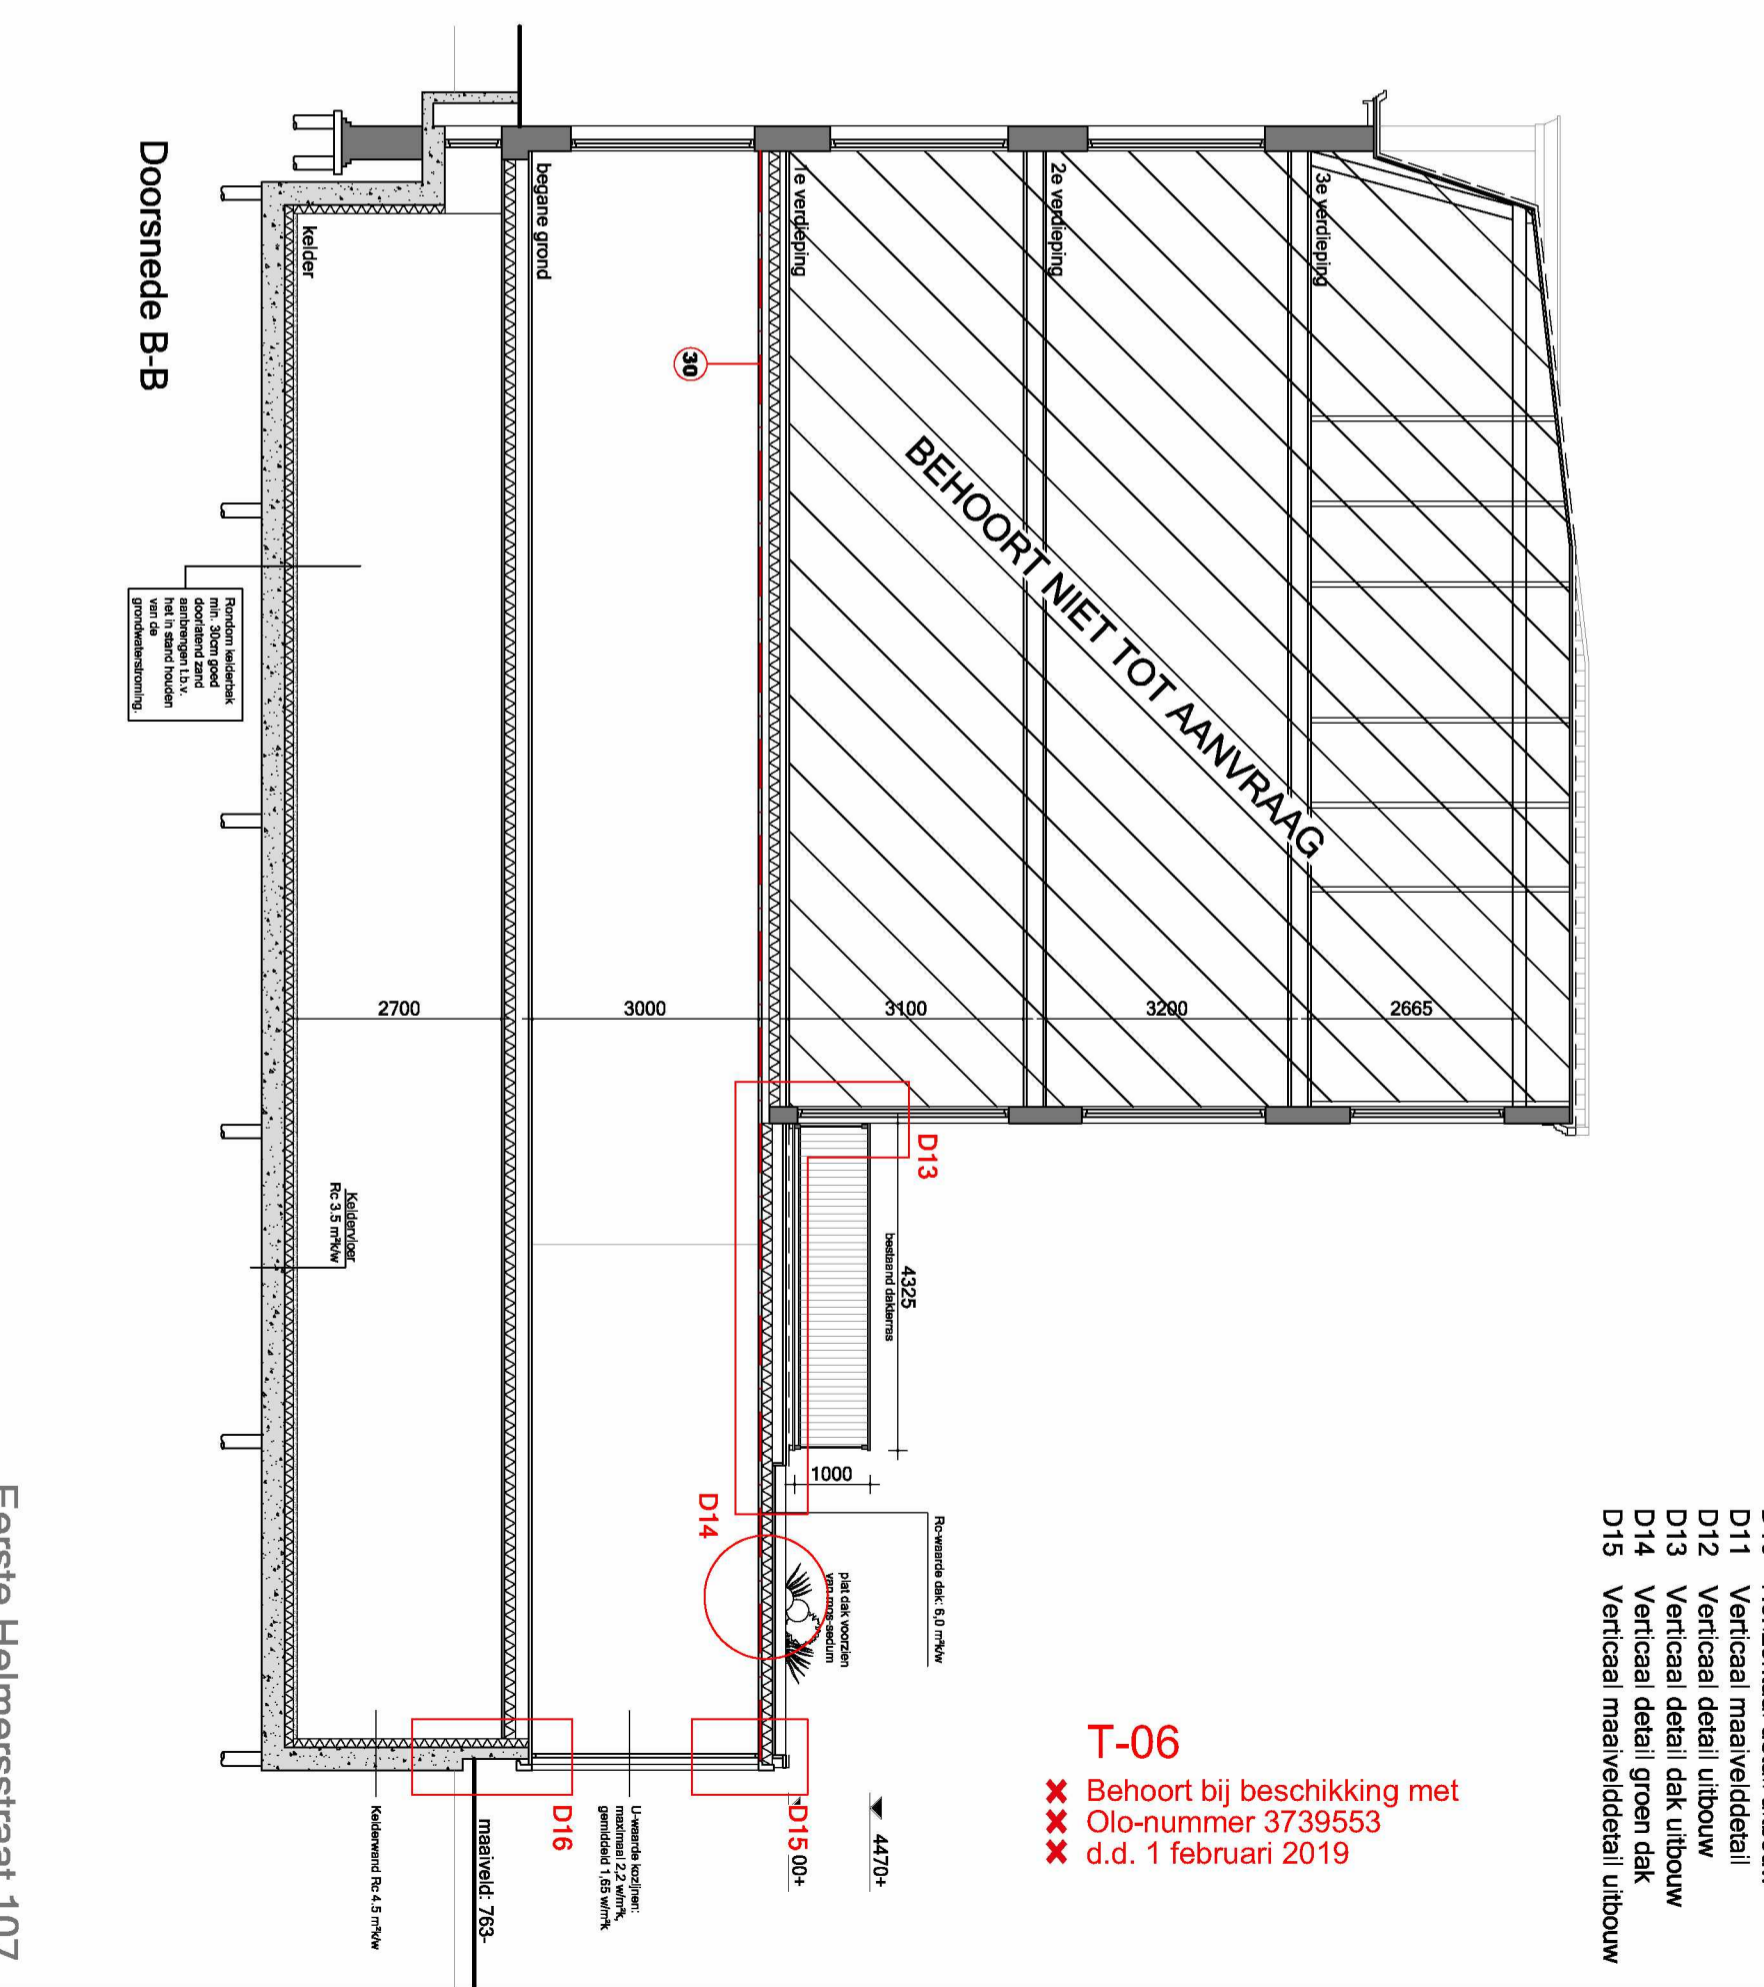 D11 Verticaal maaivelddetail
D12 Verticaal detail uitbouw
D13 Verticaal detail dak uitbouw
D14 Verticaal detail groen dak
D15 Verticaal maaivelddetail uitbouw
3e verdieping
2e verdieping
1e verdieping
begane grond
kelder
BEHOORT NIET TOT AANVRAAG
30
2665
3200
3100
3000
2700
D13
4325
bestaand dakterras
1000
D14
Rc-waarde dak: 6,0 m²k/w
plat dak voorzien
van mos-sedum
T-06
Behoort bij beschikking met
Olo-nummer 3739553
d.d. 1 februari 2019
4470+
D15
00+
U-waarde kozijnen:
maximaal 2,2 w/m²k,
gemiddeld 1,65 w/m²k
D16
maaiveld: 763-
Kelderwand Rc 4.5 m²k/w
Keldervloer
Rc 3.5 m²k/w
Rondom kelderbak
min. 30cm goed
doorlatend zand
aanbrengen t.b.v.
het in stand houden
van de
grondwaterstroming.
Doorsnede B-B
Eerste Helmersstraat 107